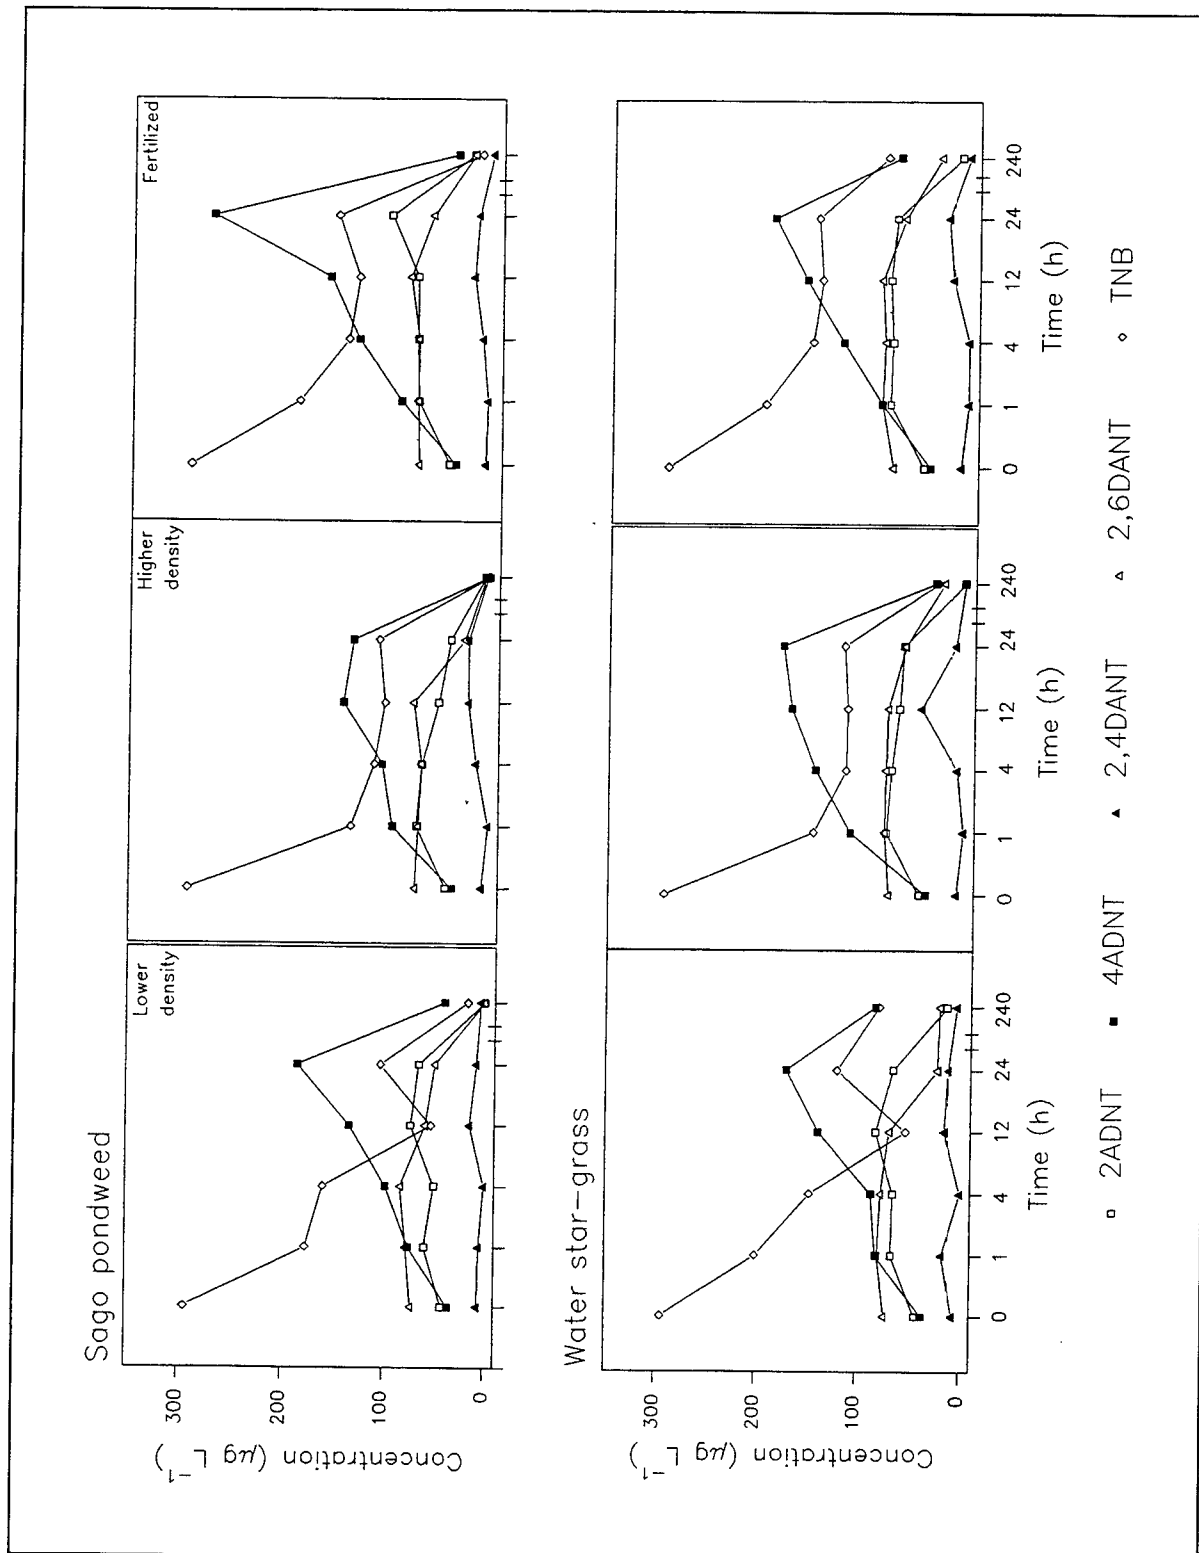 Sago pondweed
Lower
density
Higher
density
Fertilized
300
200
100
0
Concentration (μg L⁻¹)
Water star-grass
300
200
100
0
Concentration (μg L⁻¹)
0 1 4 12 24 240
0 1 4 12 24 240
0 1 4 12 24 240
Time (h)
Time (h)
Time (h)
2ADNT 4ADNT 2,4DANT 2,6DANT TNB